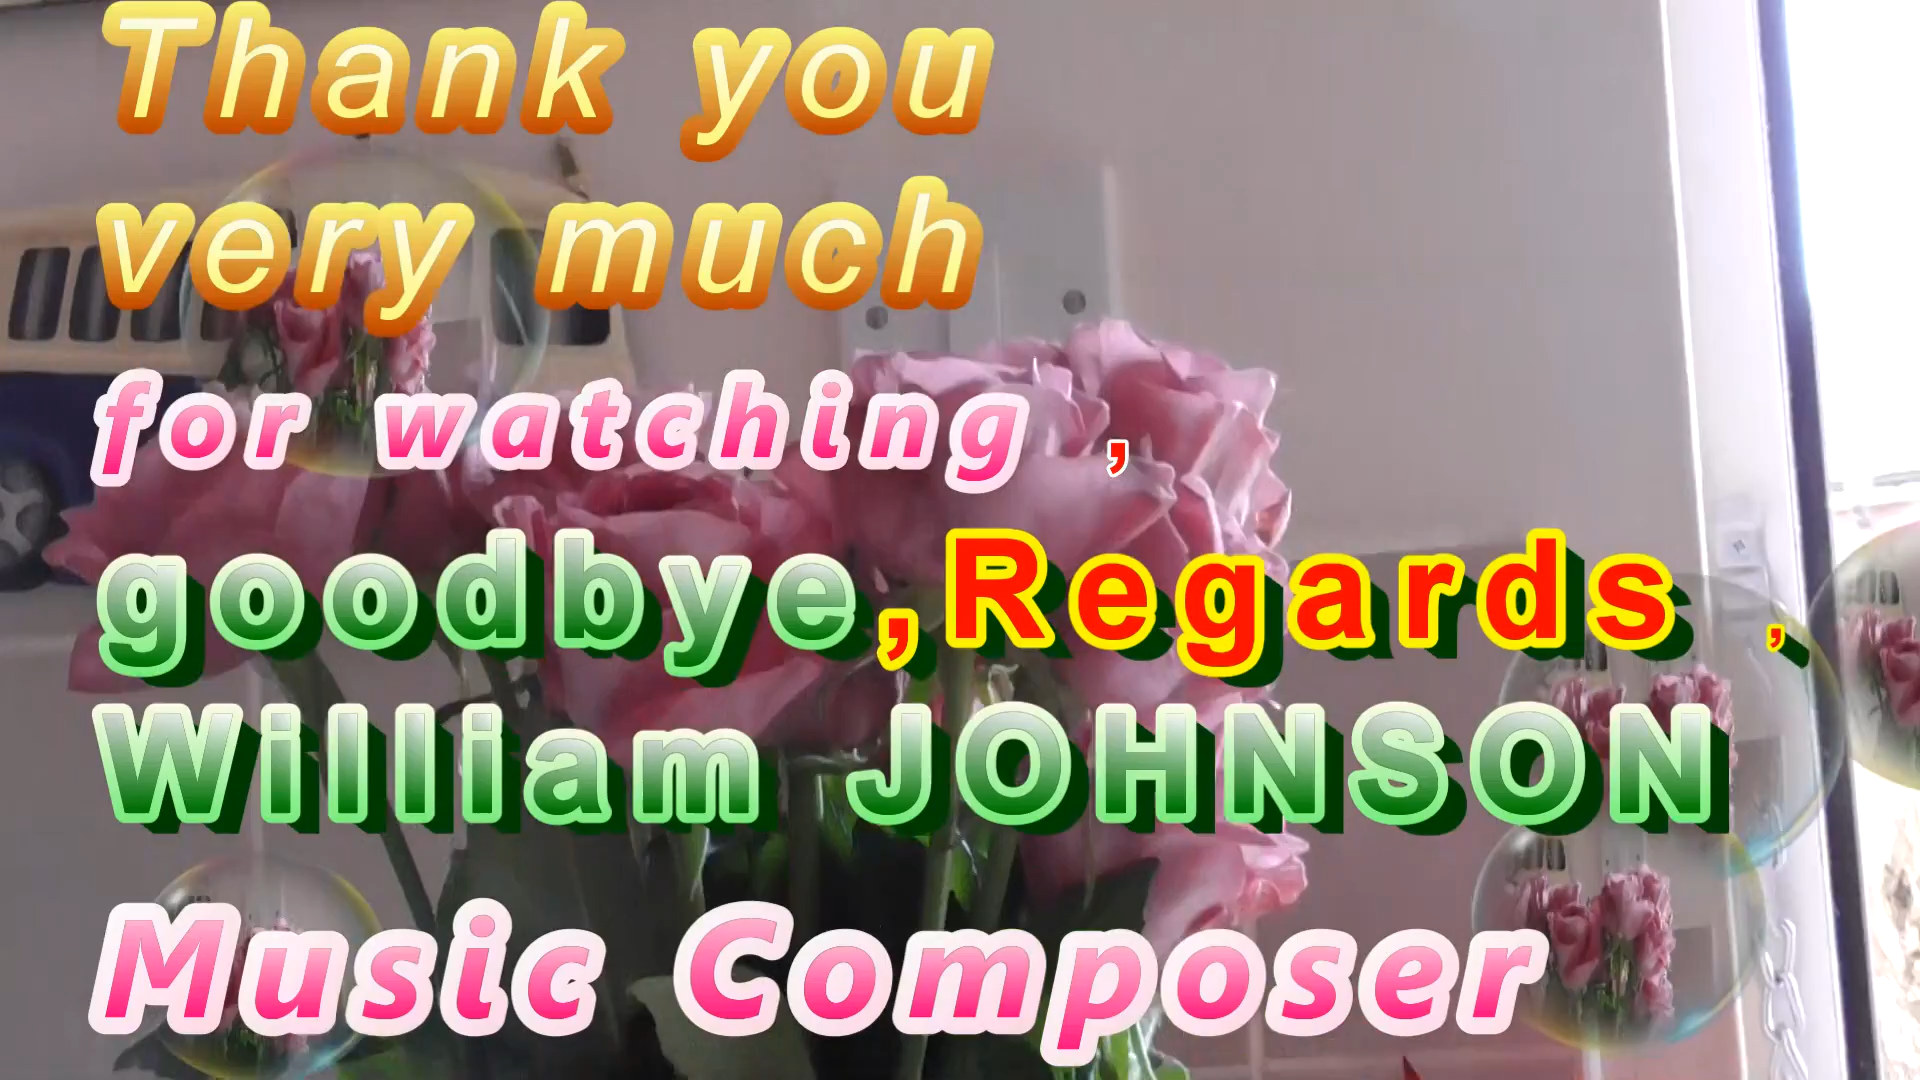 Thank you
very much
for watching ,
goodbye,Regards ,
William JOHNSON
Music Composer